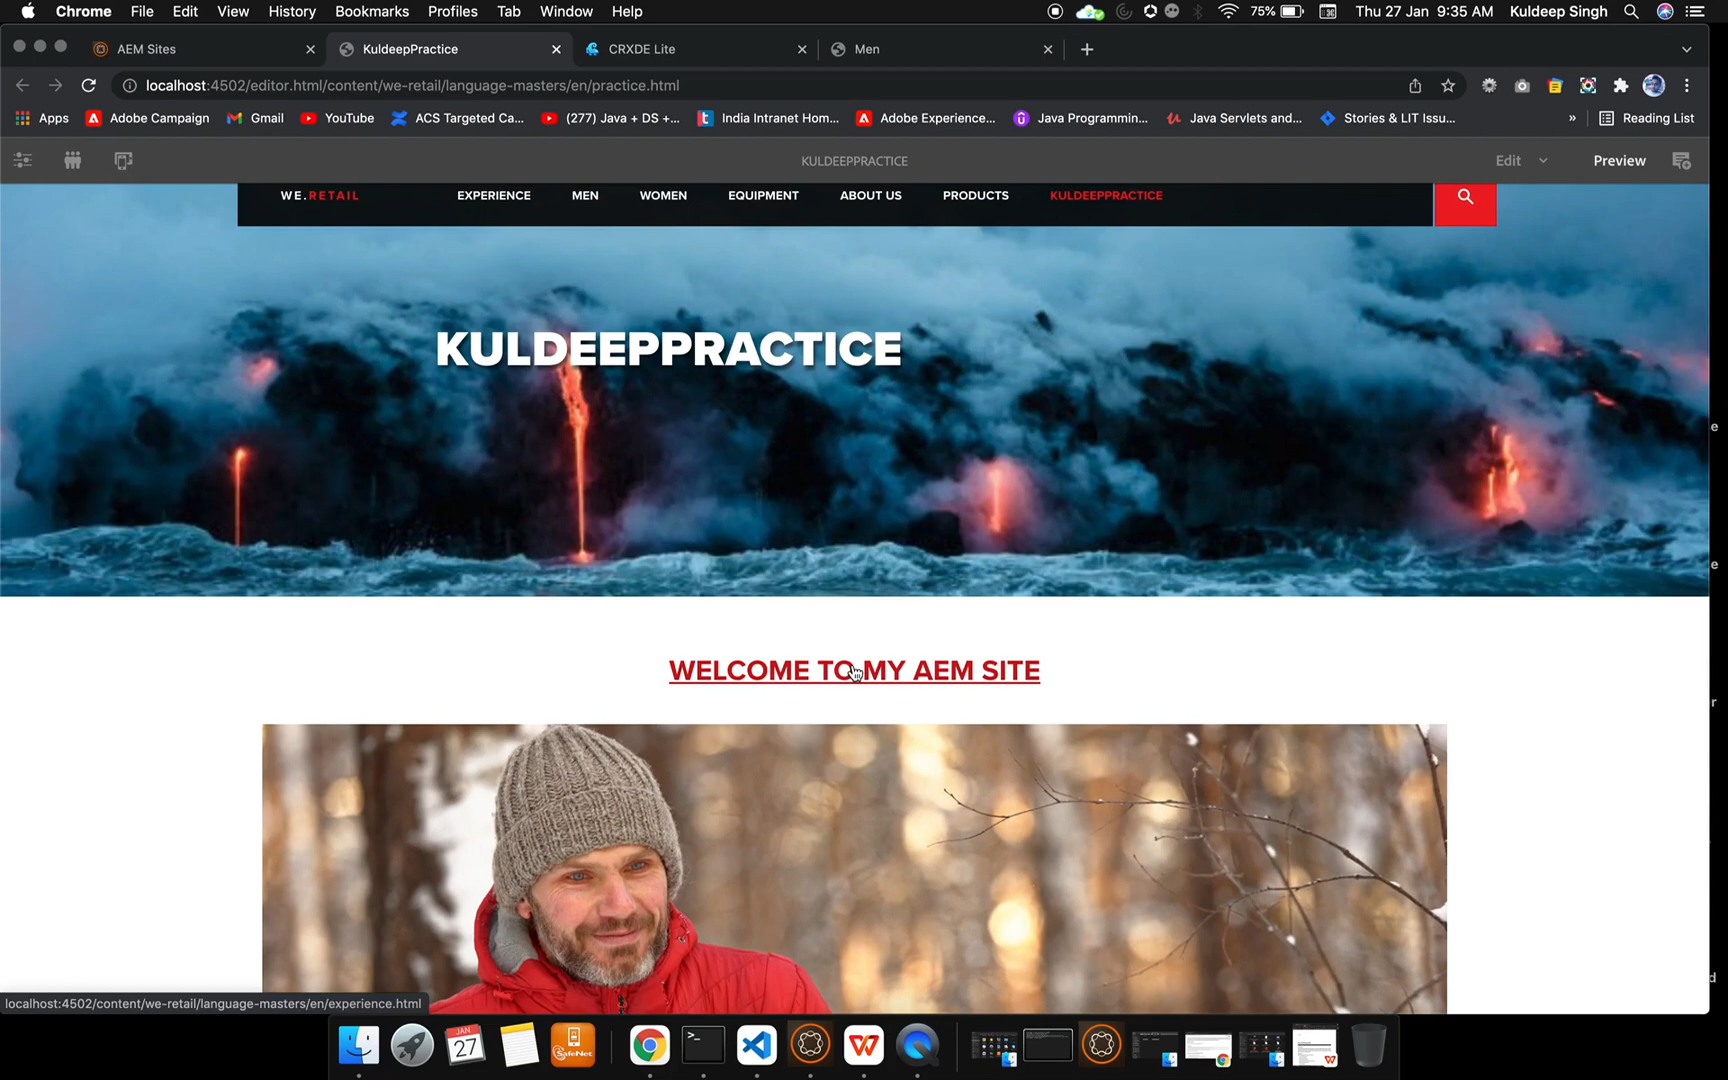 Chrome File Edit View History Bookmarks Profiles Tab Window Help 75% Thu 27 Jan 9:35 AM Kuldeep Singh
AEM Sites KuldeepPractice CRXDE Lite Men
localhost:4502/editor.html/content/we-retail/language-masters/en/practice.html
Apps Adobe Campaign Gmail YouTube ACS Targeted Ca... (277) Java + DS +... India Intranet Hom... Adobe Experience... Java Programmin... Java Servlets and... Stories & LIT Issu... » Reading List
KULDEEPPRACTICE Edit Preview
WE.RETAIL EXPERIENCE MEN WOMEN EQUIPMENT ABOUT US PRODUCTS KULDEEPPRACTICE
KULDEEPPRACTICE
WELCOME TO MY AEM SITE
localhost:4502/content/we-retail/language-masters/en/experience.html
JAN
27
SafeNet